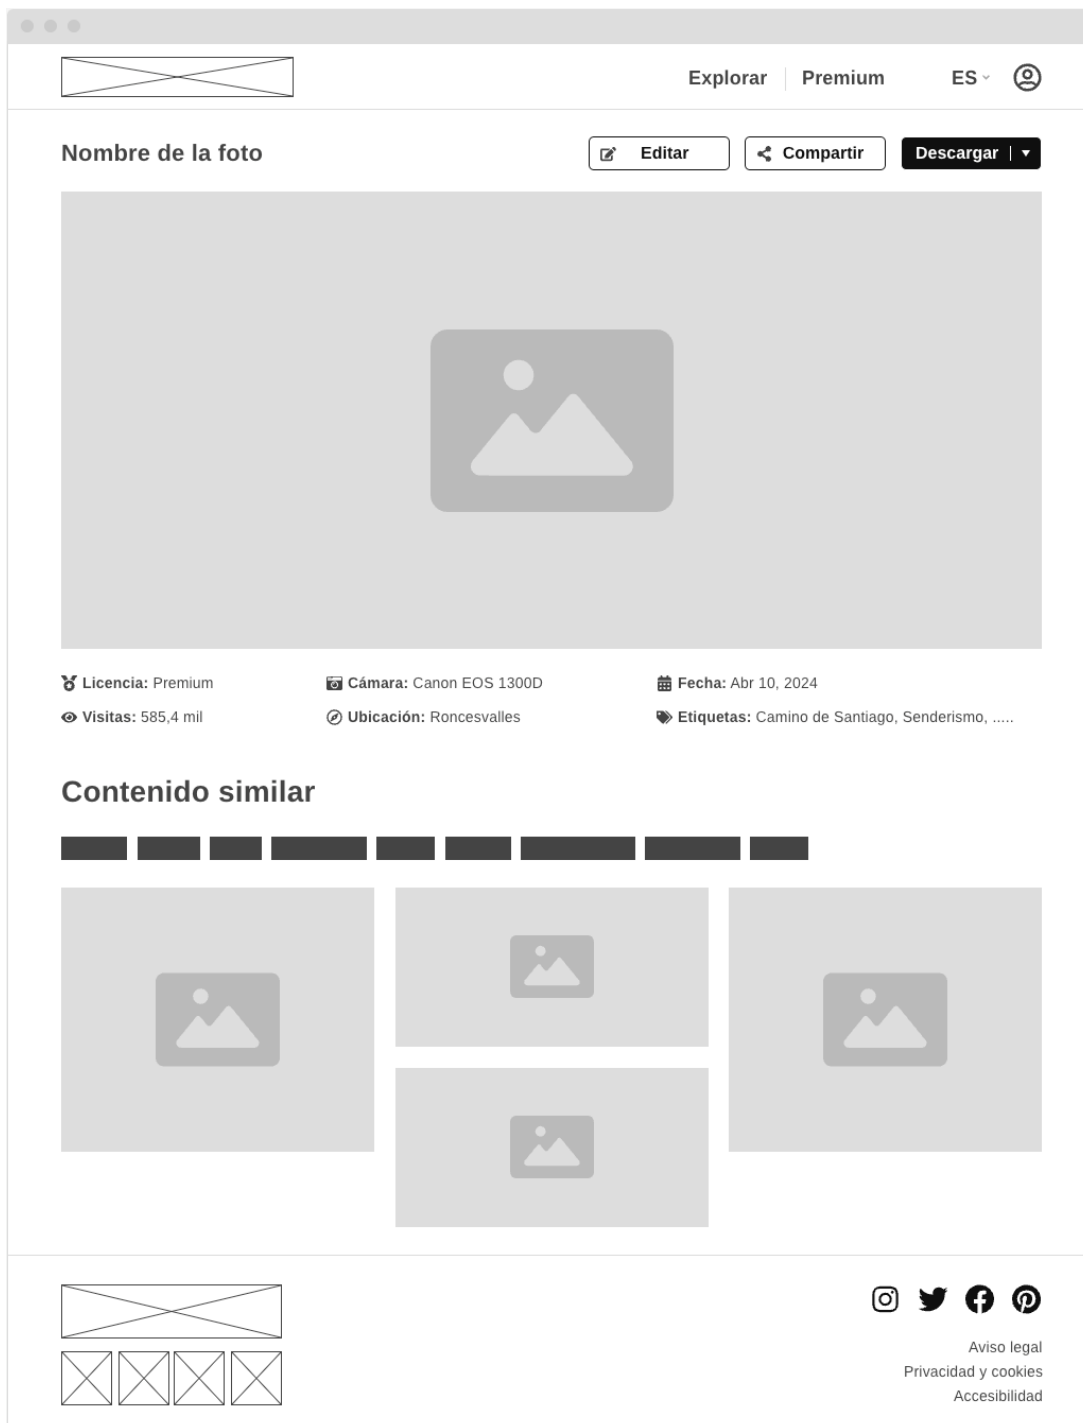 Explorar Premium ES
Nombre de la foto Editar Compartir Descargar
Licencia: Premium Cámara: Canon EOS 1300D Fecha: Abr 10, 2024
Visitas: 585,4 mil Ubicación: Roncesvalles Etiquetas: Camino de Santiago, Senderismo, .....
Contenido similar
Aviso legal
Privacidad y cookies
Accesibilidad